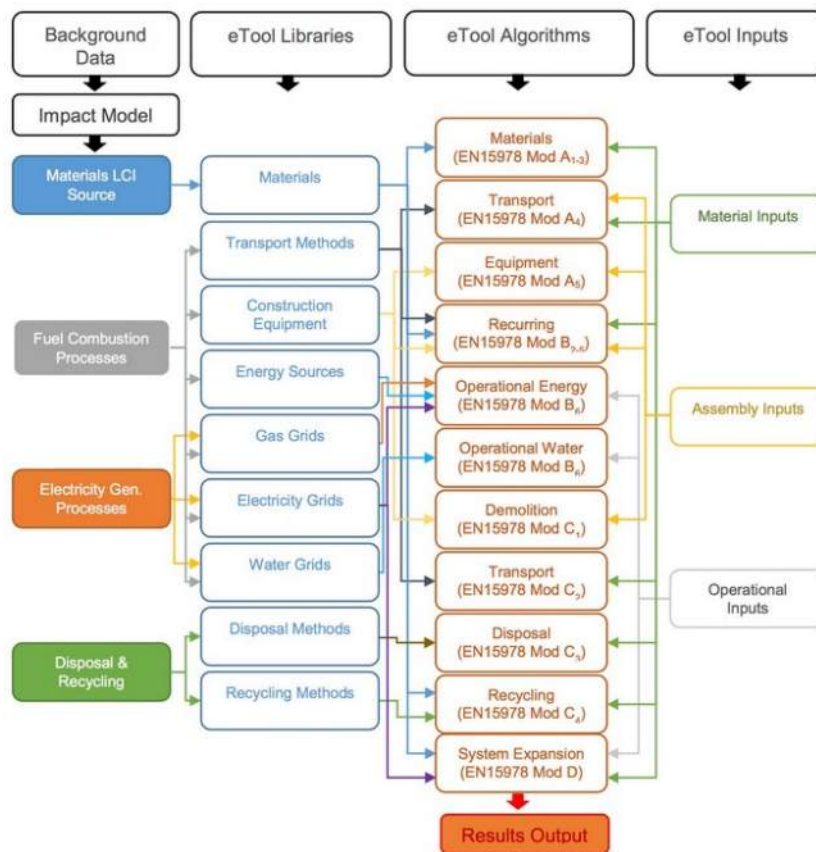 Background
Data
eTool Libraries
eTool Algorithms
eTool Inputs
Impact Model
Materials LCI
Source
Fuel Combustion
Processes
Electricity Gen.
Processes
Disposal &
Recycling
Materials
Transport Methods
Construction
Equipment
Energy Sources
Gas Grids
Electricity Grids
Water Grids
Disposal Methods
Recycling Methods
Materials
(EN15978 Mod A1-3)
Transport
(EN15978 Mod A4)
Equipment
(EN15978 Mod A5)
Recurring
(EN15978 Mod B2-5)
Operational Energy
(EN15978 Mod B6)
Operational Water
(EN15978 Mod B6)
Demolition
(EN15978 Mod C1)
Transport
(EN15978 Mod C2)
Disposal
(EN15978 Mod C3)
Recycling
(EN15978 Mod C4)
System Expansion
(EN15978 Mod D)
Results Output
Material Inputs
Assembly Inputs
Operational
Inputs